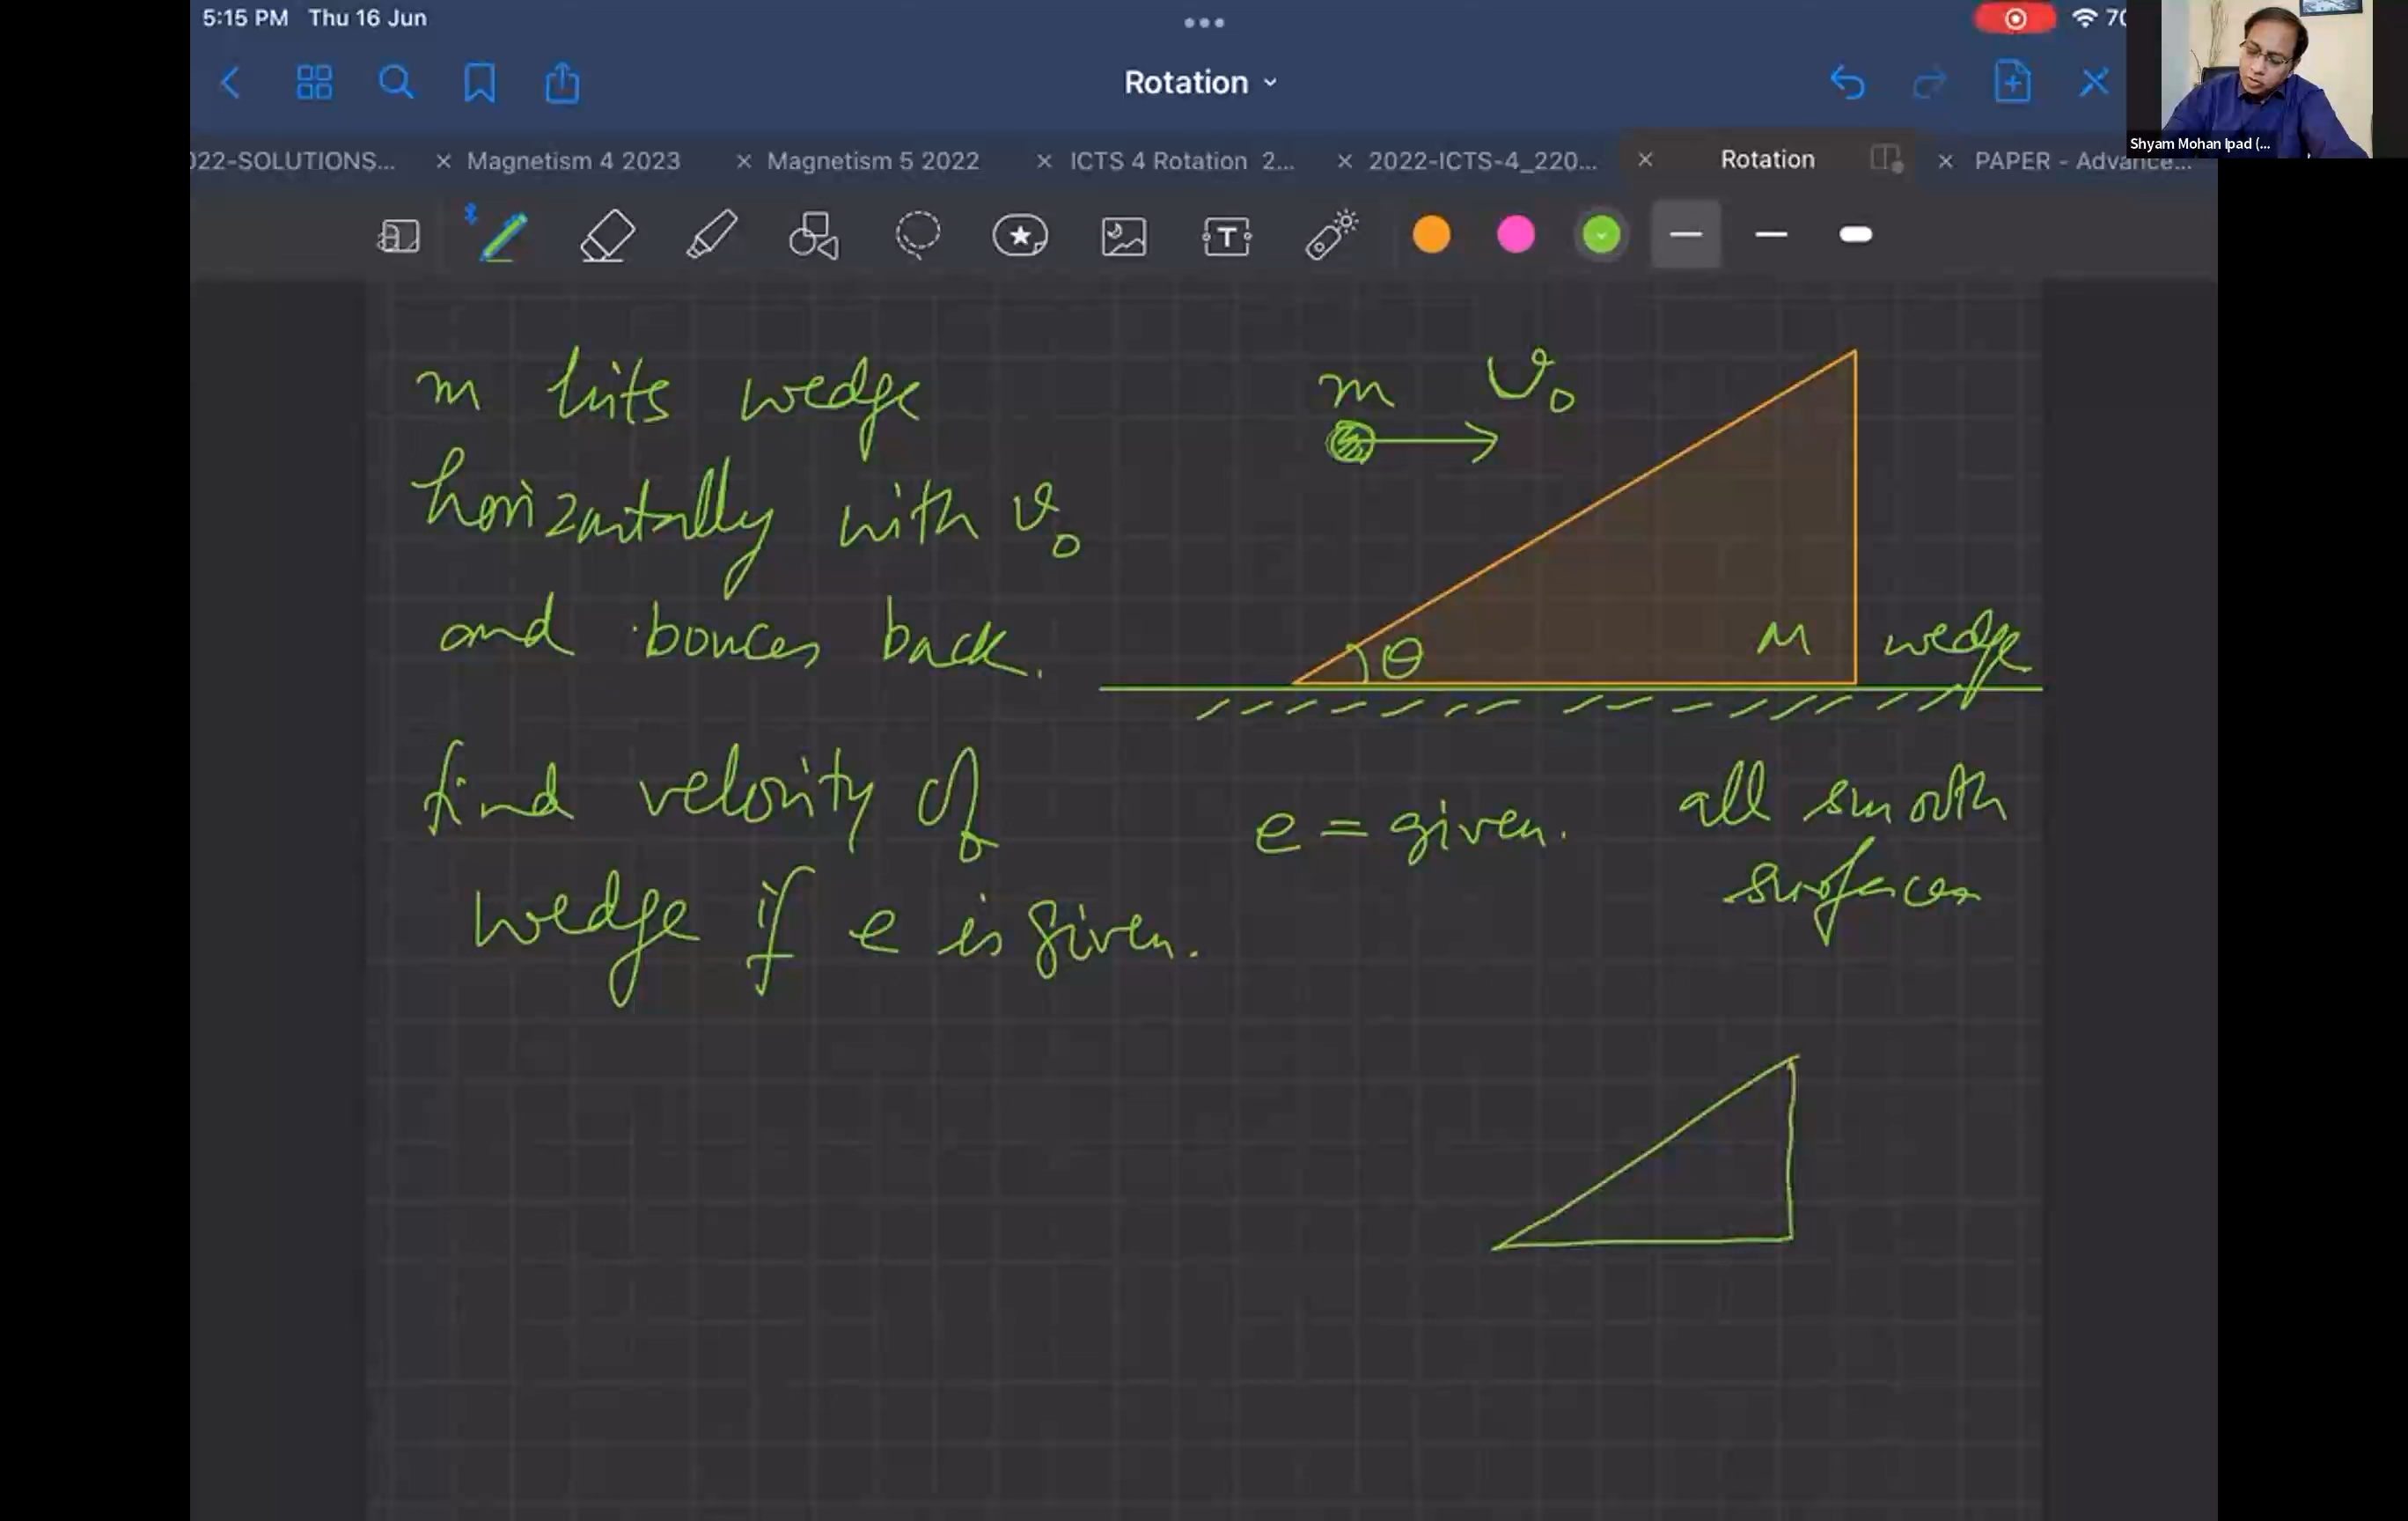 5:15 PM Thu 16 Jun
70
Rotation
Shyam Mohan Ipad (...
022-SOLUTIONS...
Magnetism 4 2023
Magnetism 5 2022
ICTS 4 Rotation 2...
2022-ICTS-4_220...
Rotation
PAPER - Advance...
m hits wedge
horizontally with v₀
and bounces back.
find velocity of
wedge if e is given.
m v₀
θ
M wedge
e = given.
all smooth
surfaces